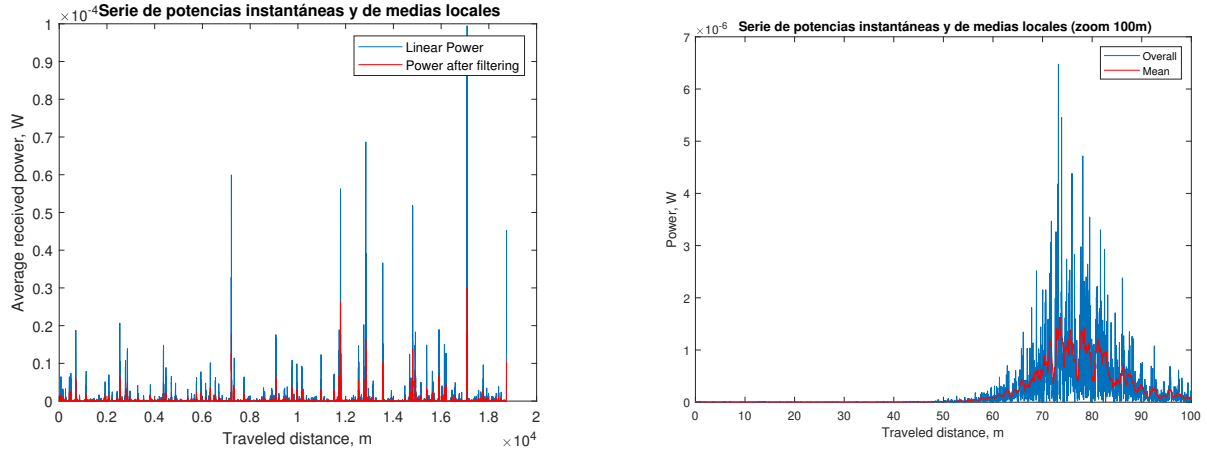 ×10⁻⁴ Serie de potencias instantáneas y de medias locales
1
0.9
0.8
0.7
0.6
0.5
0.4
0.3
0.2
0.1
0
Average received power, W
Linear Power
Power after filtering
0 0.2 0.4 0.6 0.8 1 1.2 1.4 1.6 1.8 2
Traveled distance, m
×10⁴
Serie de potencias instantáneas y de medias locales (zoom 100m)
×10⁻⁶
7
6
5
4
3
2
1
0
Power, W
Overall
Mean
0 10 20 30 40 50 60 70 80 90 100
Traveled distance, m